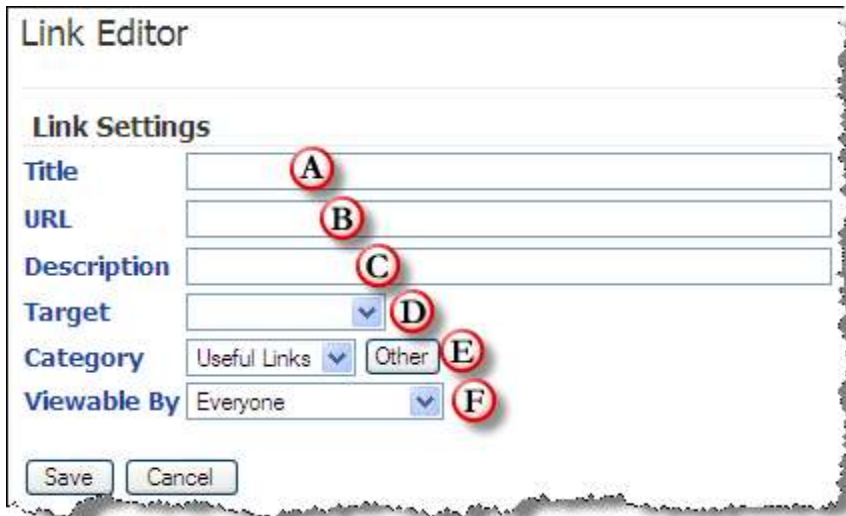 Link Editor
Link Settings
Title A
URL B
Description C
Target D
Category Useful Links Other E
Viewable By Everyone F
Save Cancel